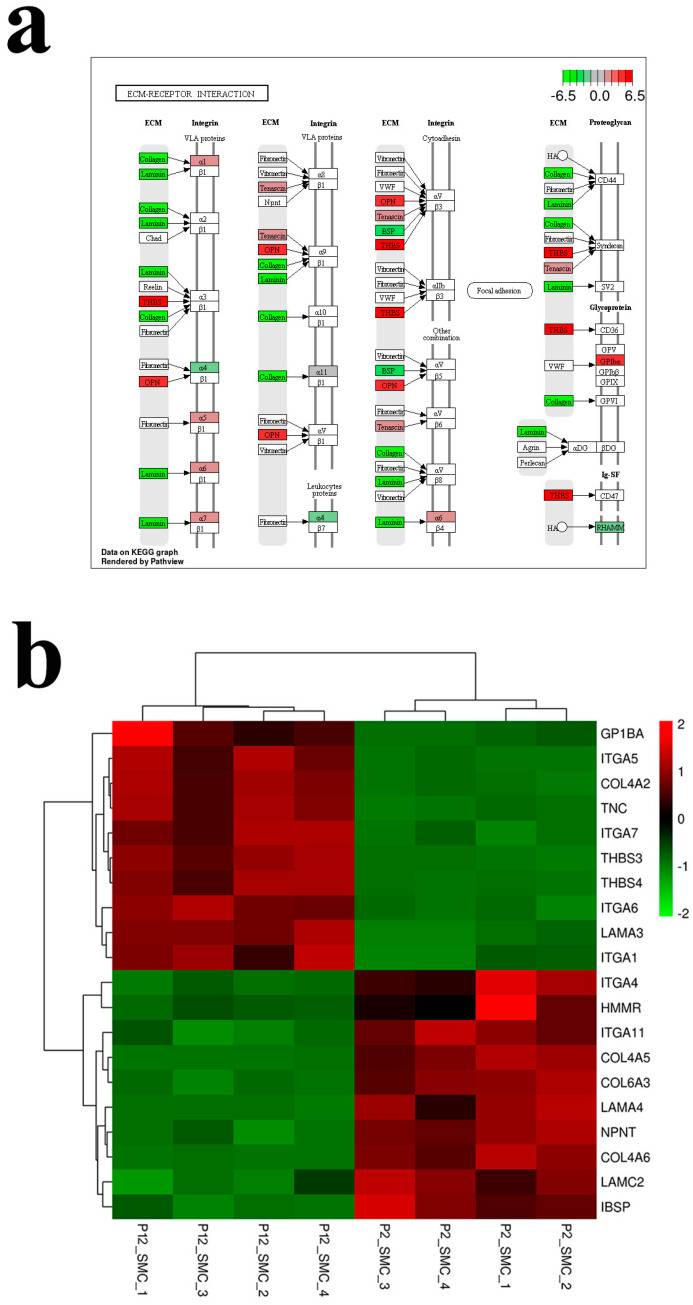 a
-6.5 0.0 6.5
ECM-RECEPTOR INTERACTION
ECM Integrin
VLA proteins
Collagen
Laminin
α1
β1
Collagen
Laminin
Chad
α2
β1
Laminin
Reelin
THBS
Collagen
Fibronectin
α3
β1
Fibronectin
OPN
α4
β1
Fibronectin
α5
β1
Laminin
α6
β1
Laminin
α7
β1
ECM Integrin
VLA proteins
Fibronectin
Vitronectin
Tenascin
Npnt
α8
β1
Tenascin
OPN
Collagen
Laminin
α9
β1
Collagen
α10
β1
Collagen
α11
β1
Fibronectin
OPN
Vitronectin
αV
β1
Leukocytes
proteins
Fibronectin
α4
β7
ECM Integrin
Cytoadhesin
Vitronectin
Fibronectin
VWF
OPN
Tenascin
BSP
THBS
αV
β3
Vitronectin
Fibronectin
VWF
THBS
αIIb
β3
Other
combination
Vitronectin
BSP
OPN
αV
β5
Fibronectin
Tenascin
αV
β6
Collagen
Fibronectin
Laminin
Vitronectin
αV
β8
Laminin
α6
β4
Focal adhesion
ECM Proteoglycan
HA
Collagen
Fibronectin
Laminin
CD44
Collagen
Fibronectin
THBS
Tenascin
Syndecan
Laminin
SV2
Glycoprotein
THBS
CD36
VWF
GPV
GPIbα
GPIbβ
GPIX
Collagen
GPVI
Laminin
Agrin
Perlecan
αDG
βDG
Ig-SF
THBS
CD47
HA
RHAMM
Data on KEGG graph
Rendered by Pathview
b
GP1BA
ITGA5
COL4A2
TNC
ITGA7
THBS3
THBS4
ITGA6
LAMA3
ITGA1
ITGA4
HMMR
ITGA11
COL4A5
COL6A3
LAMA4
NPNT
COL4A6
LAMC2
IBSP
2
1
0
-1
-2
P12_SMC_1
P12_SMC_3
P12_SMC_2
P12_SMC_4
P2_SMC_3
P2_SMC_4
P2_SMC_1
P2_SMC_2